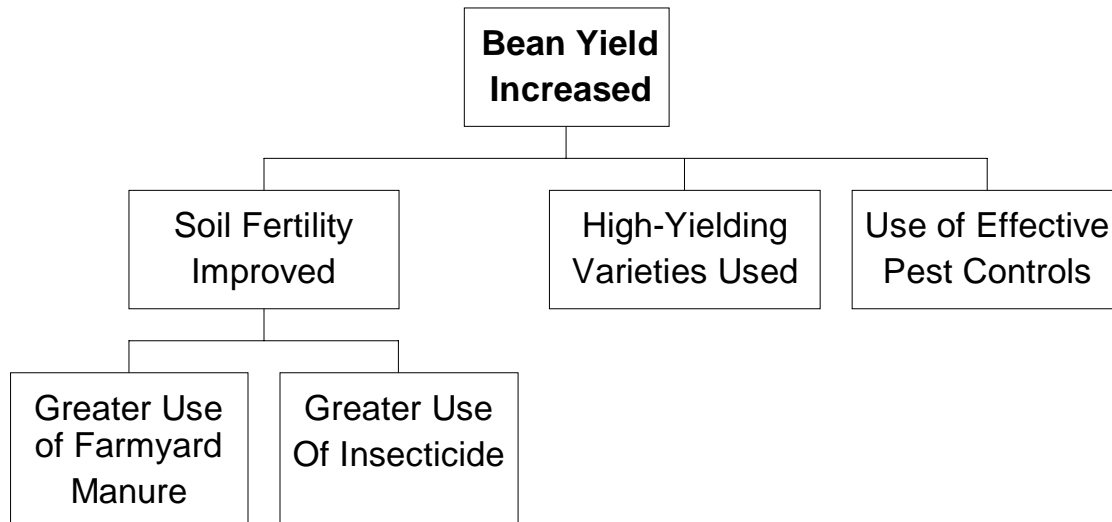 Bean Yield
Increased
Soil Fertility
Improved
High-Yielding
Varieties Used
Use of Effective
Pest Controls
Greater Use
of Farmyard
Manure
Greater Use
Of Insecticide